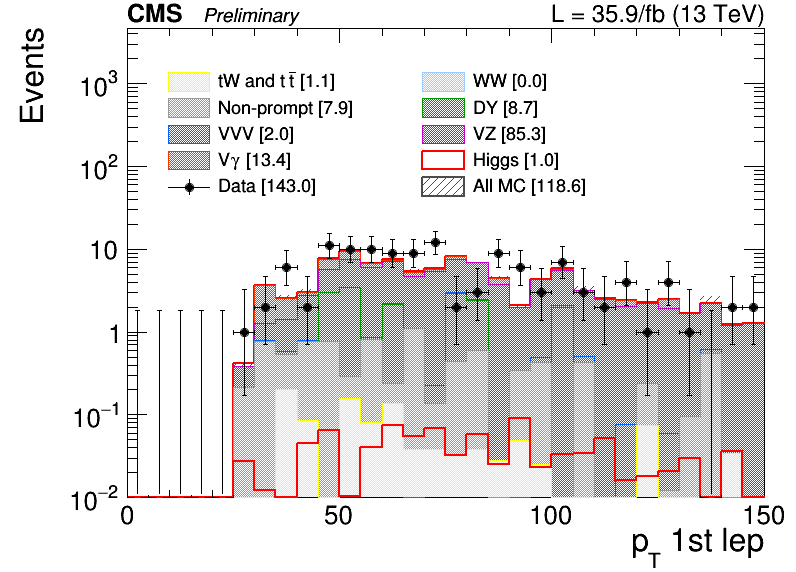 CMS Preliminary L = 35.9/fb (13 TeV)
Events
10³
10²
10
1
10⁻¹
10⁻²
tW and t t̄ [1.1] WW [0.0]
Non-prompt [7.9] DY [8.7]
VVV [2.0] VZ [85.3]
Vγ [13.4] Higgs [1.0]
Data [143.0] All MC [118.6]
0 50 100 150
p_T 1st lep